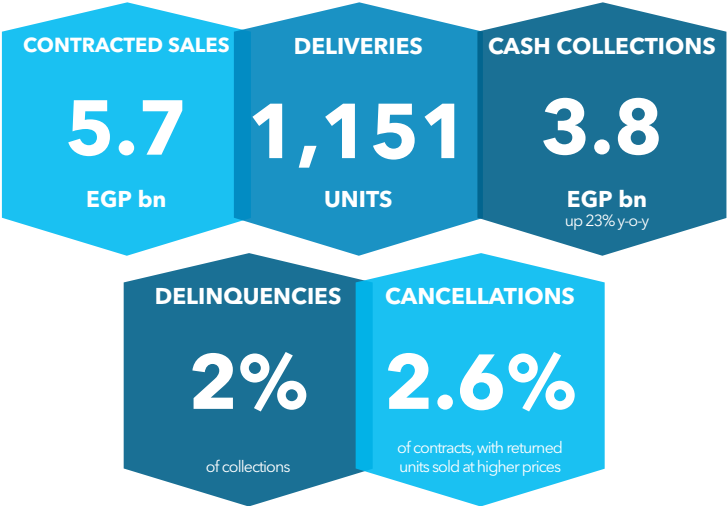 CONTRACTED SALES
5.7
EGP bn
DELIVERIES
1,151
UNITS
CASH COLLECTIONS
3.8
EGP bn
up 23% y-o-y
DELINQUENCIES
2%
of collections
CANCELLATIONS
2.6%
of contracts, with returned
units sold at higher prices